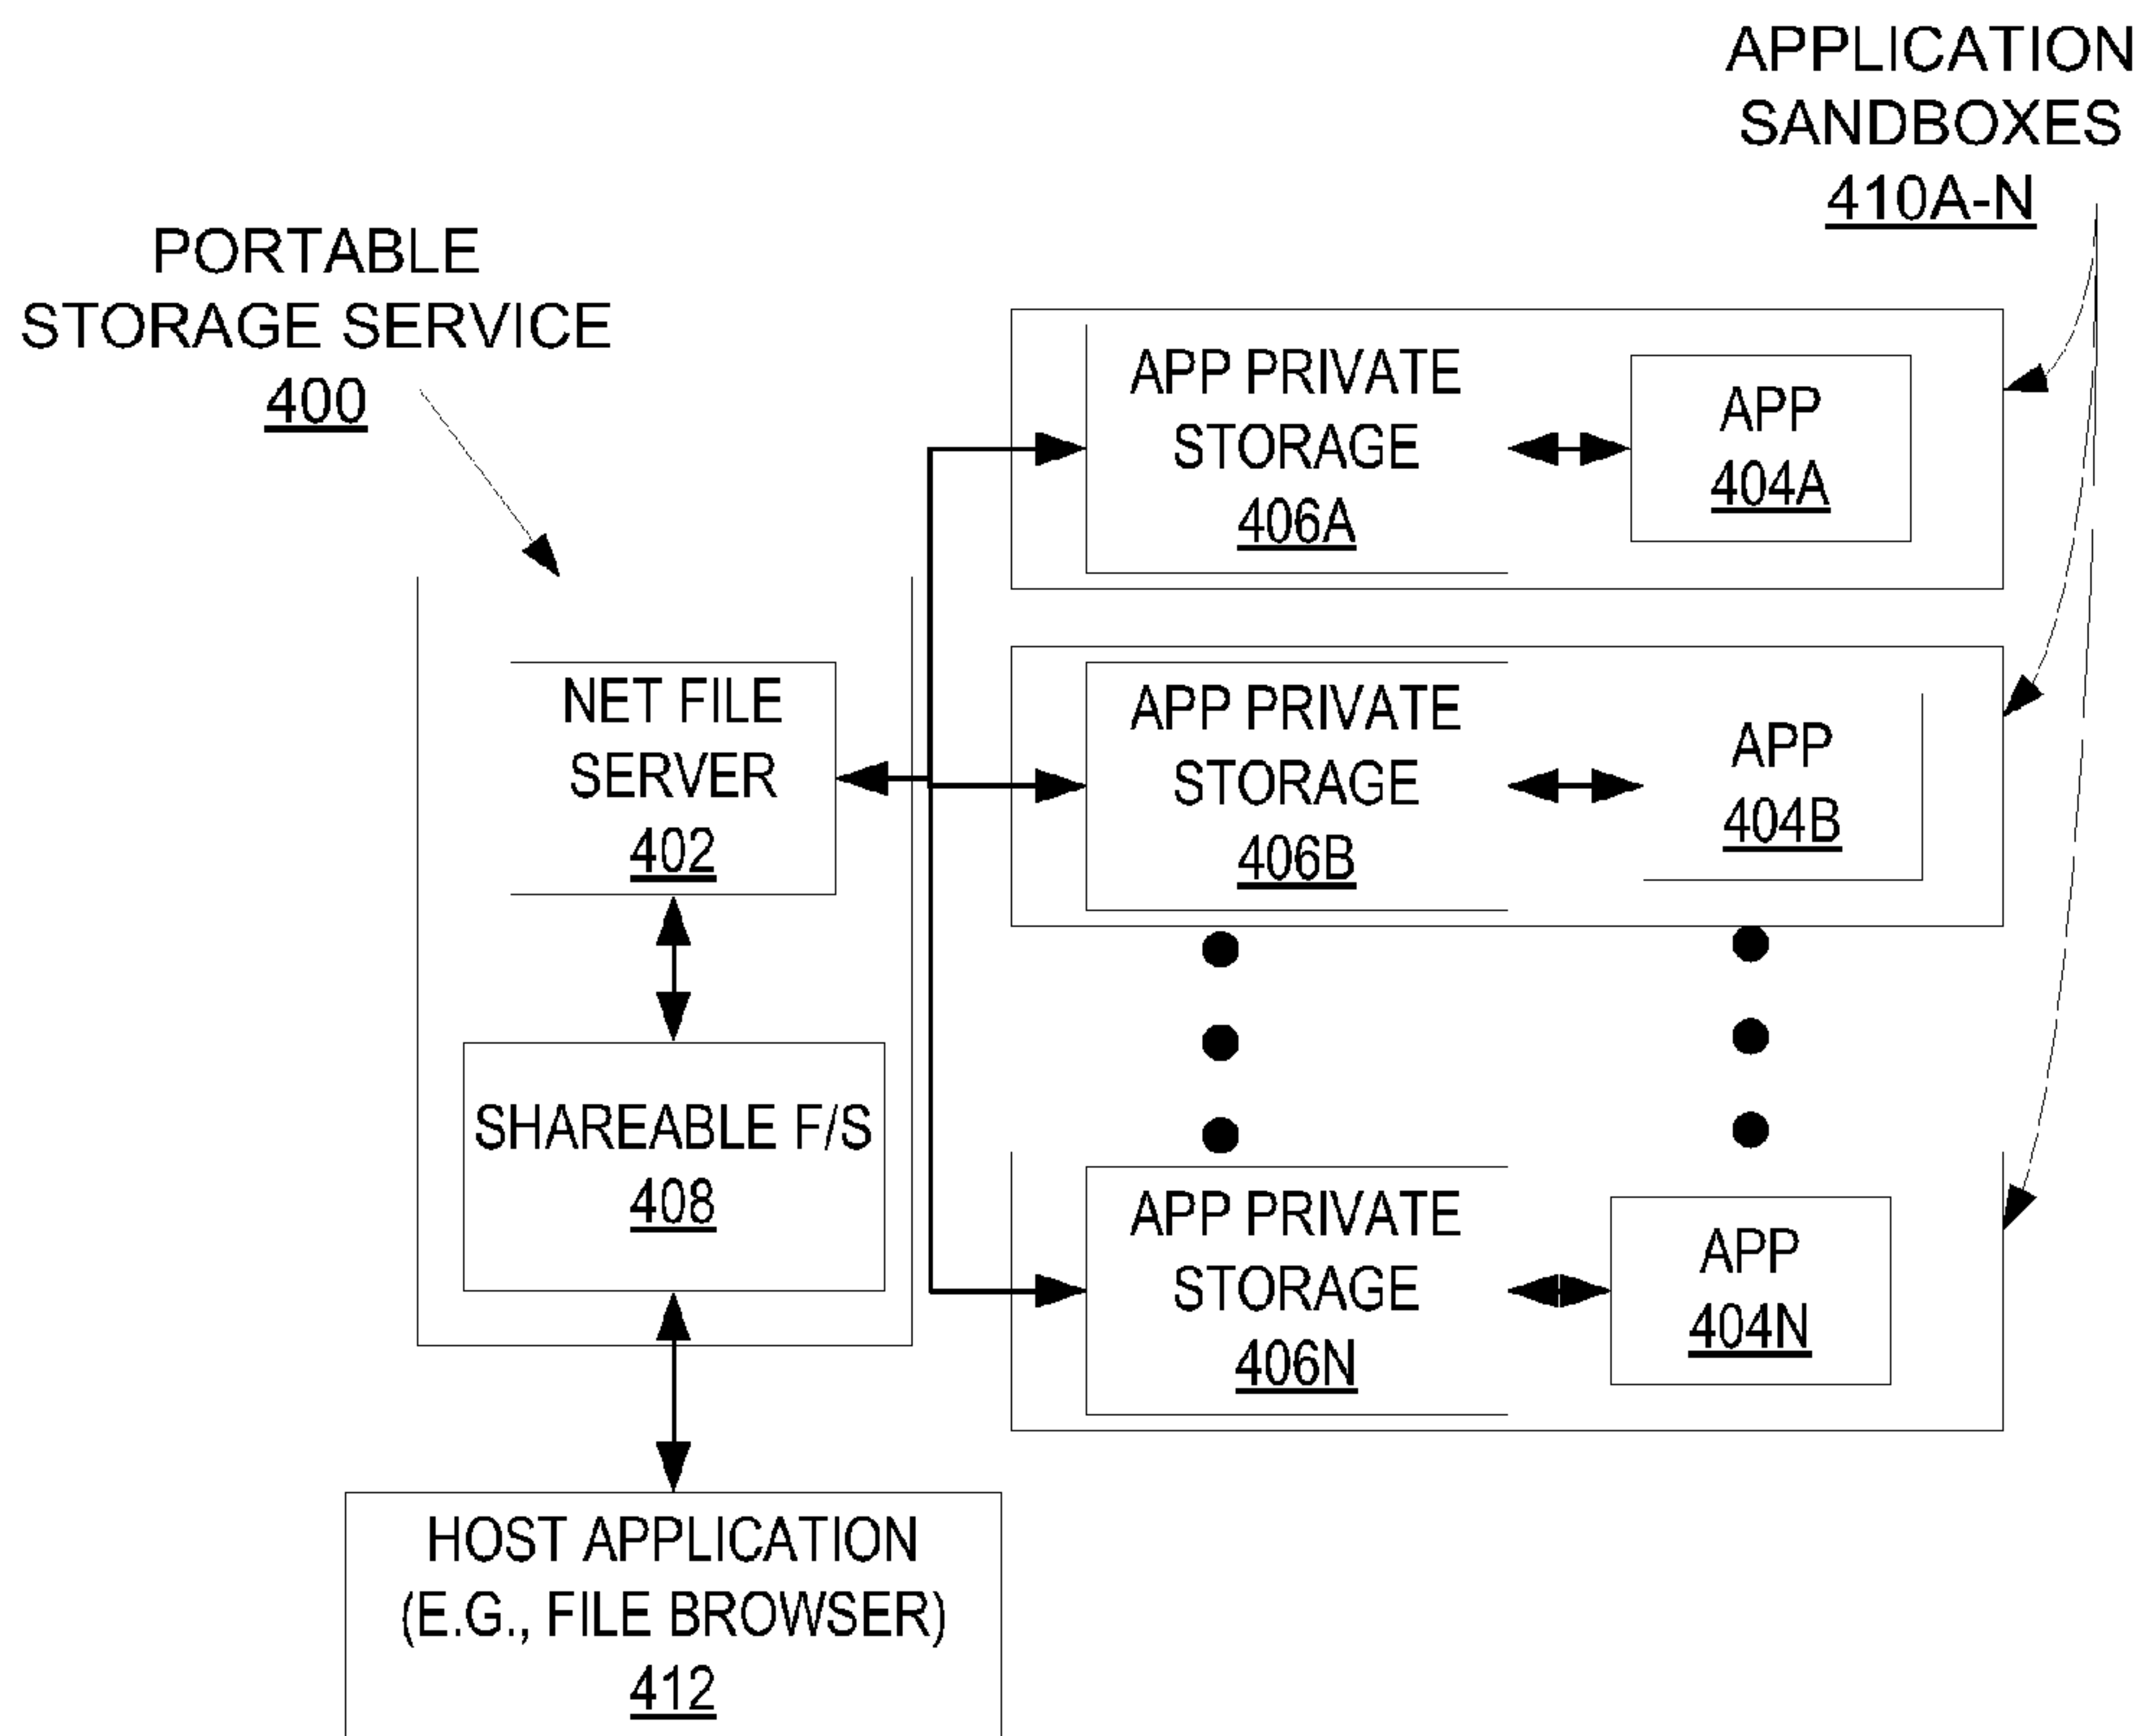 APPLICATION
SANDBOXES
410A-N
PORTABLE
STORAGE SERVICE
400
APP PRIVATE
STORAGE
406A
APP
404A
NET FILE
SERVER
402
APP PRIVATE
STORAGE
406B
APP
404B
SHAREABLE F/S
408
APP PRIVATE
STORAGE
406N
APP
404N
HOST APPLICATION
(E.G., FILE BROWSER)
412